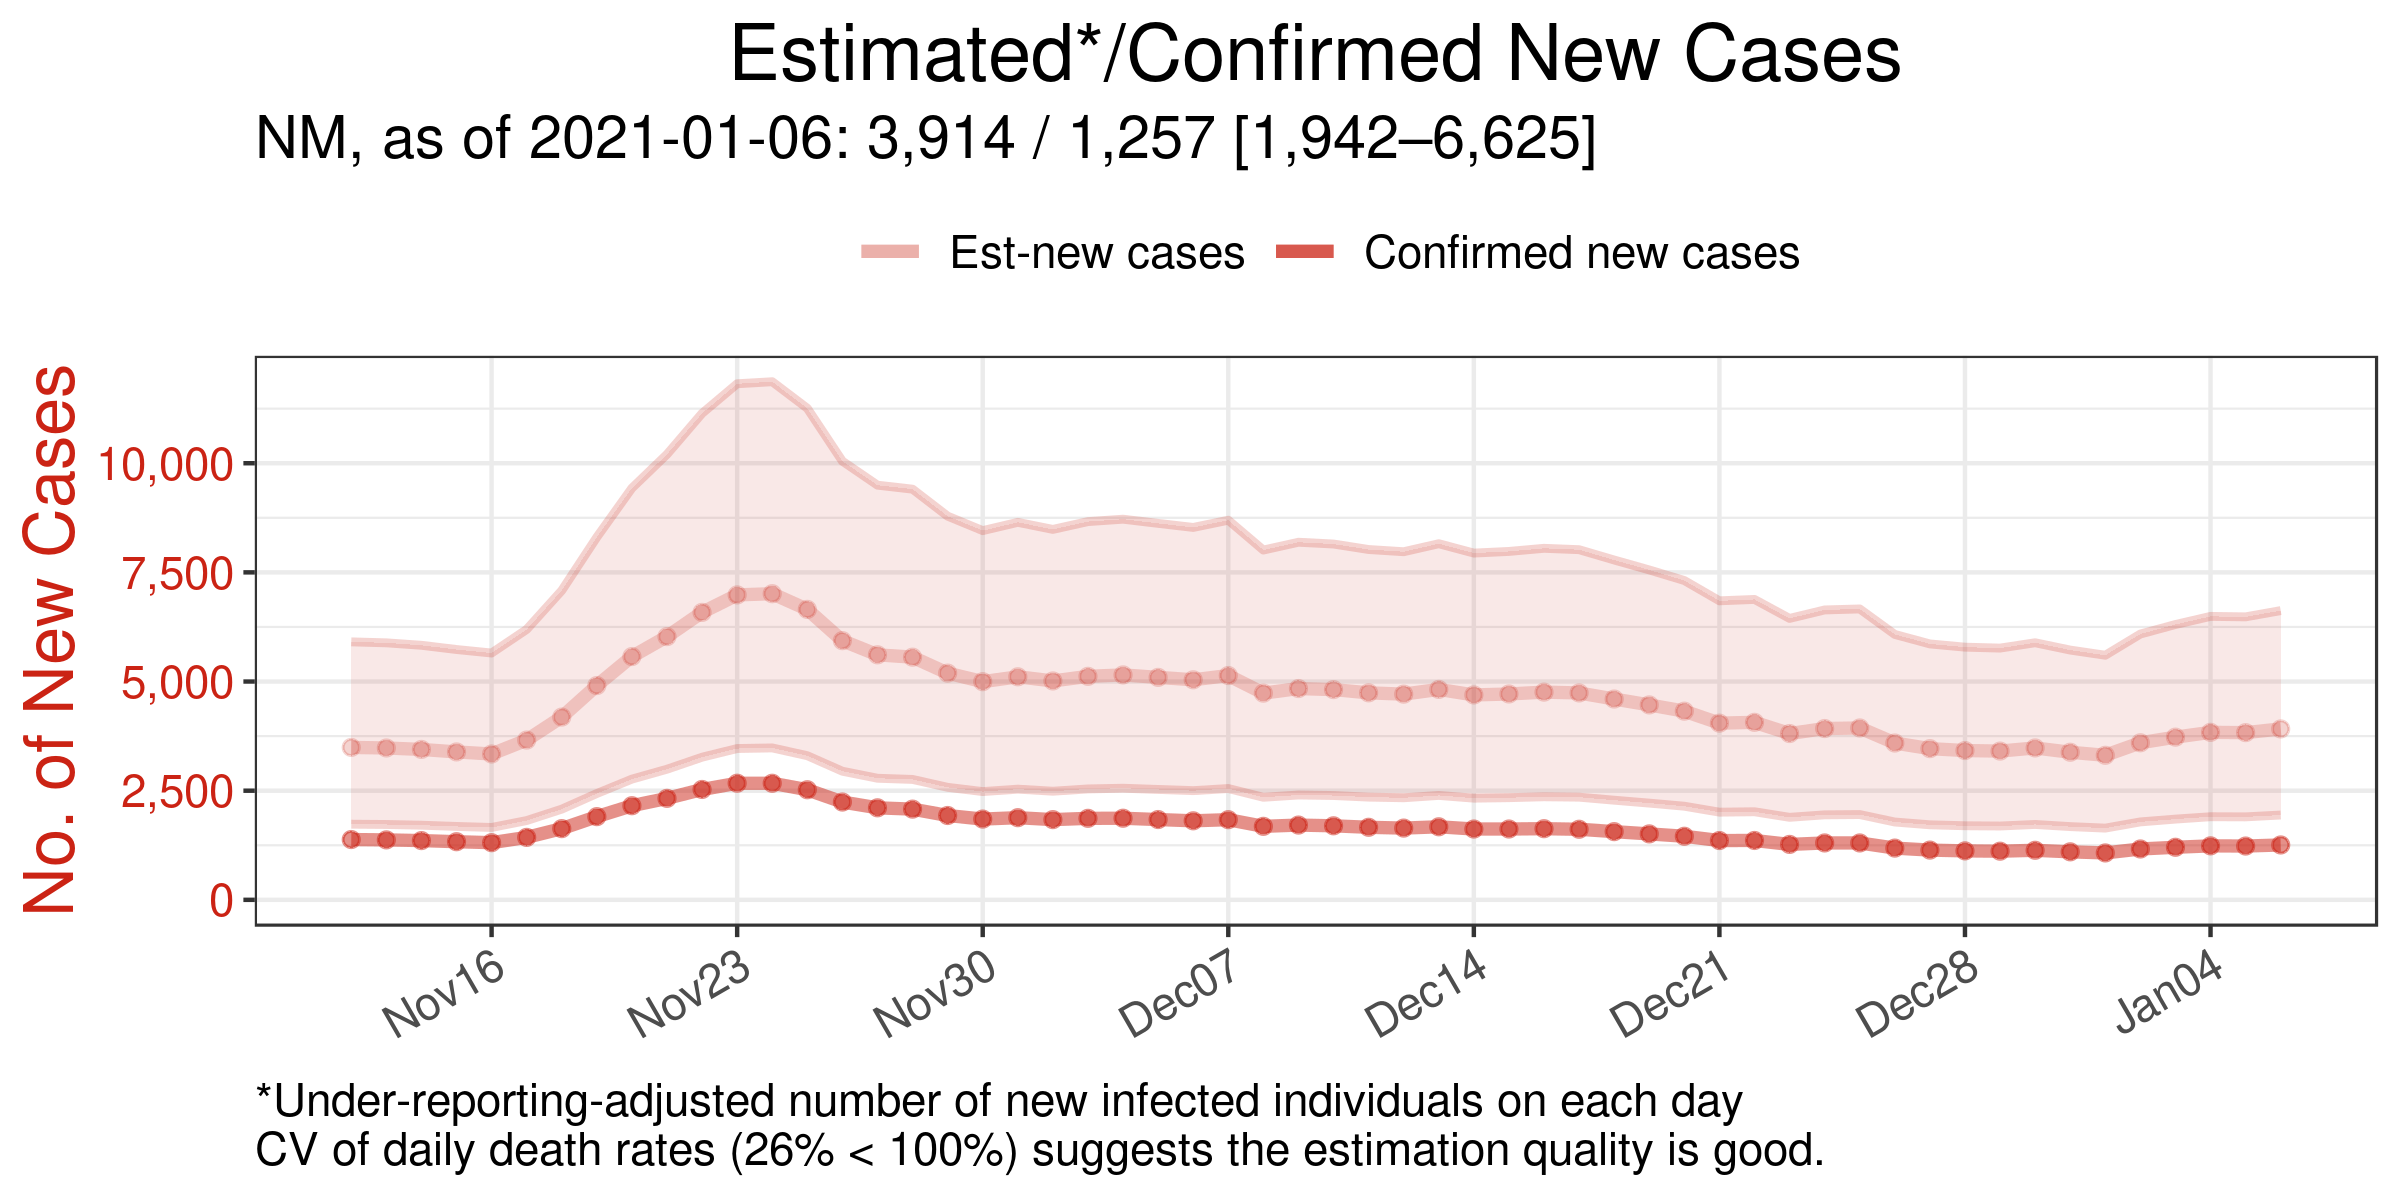 Estimated*/Confirmed New Cases
NM, as of 2021-01-06: 3,914 / 1,257 [1,942–6,625]
Est-new cases
Confirmed new cases
No. of New Cases
10,000
7,500
5,000
2,500
0
Nov16
Nov23
Nov30
Dec07
Dec14
Dec21
Dec28
Jan04
*Under-reporting-adjusted number of new infected individuals on each day
CV of daily death rates (26% < 100%) suggests the estimation quality is good.